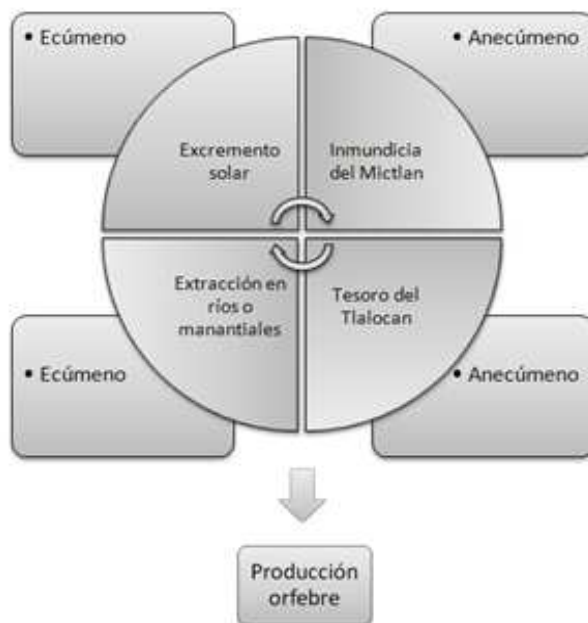 • Ecúmeno
• Anecúmeno
Excremento
solar
Inmundicia
del Mictlan
Extracción en
ríos o
manantiales
Tesoro del
Tlalocan
• Ecúmeno
• Anecúmeno
Producción
orfebre